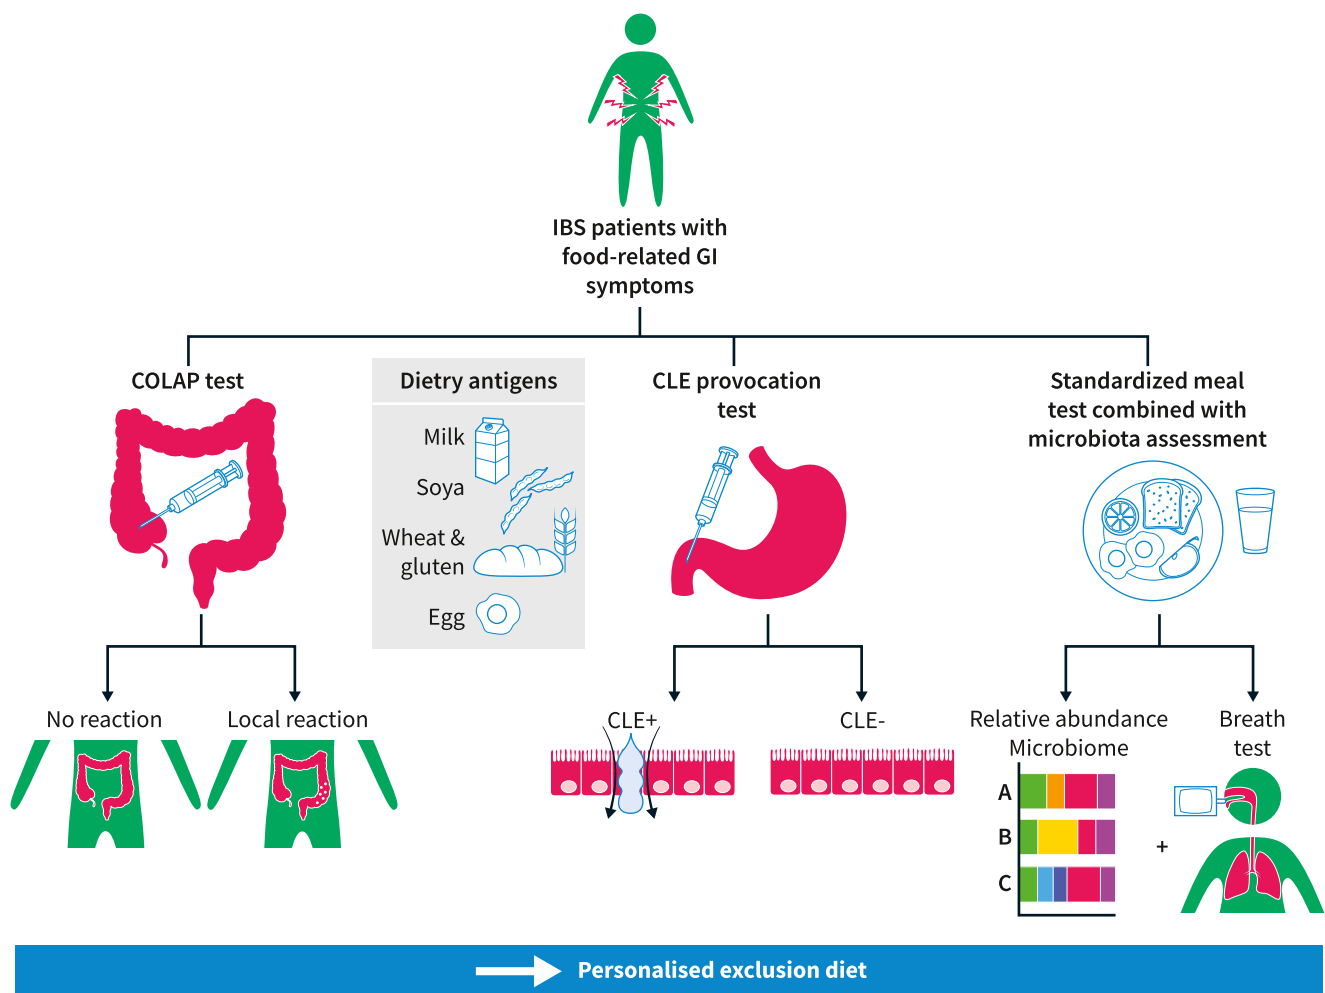 IBS patients with
food-related GI
symptoms
COLAP test
Dietry antigens
Milk
Soya
Wheat &
gluten
Egg
CLE provocation
test
Standardized meal
test combined with
microbiota assessment
No reaction
Local reaction
CLE+
CLE-
Relative abundance
Microbiome
A
B
C
+
Breath
test
Personalised exclusion diet